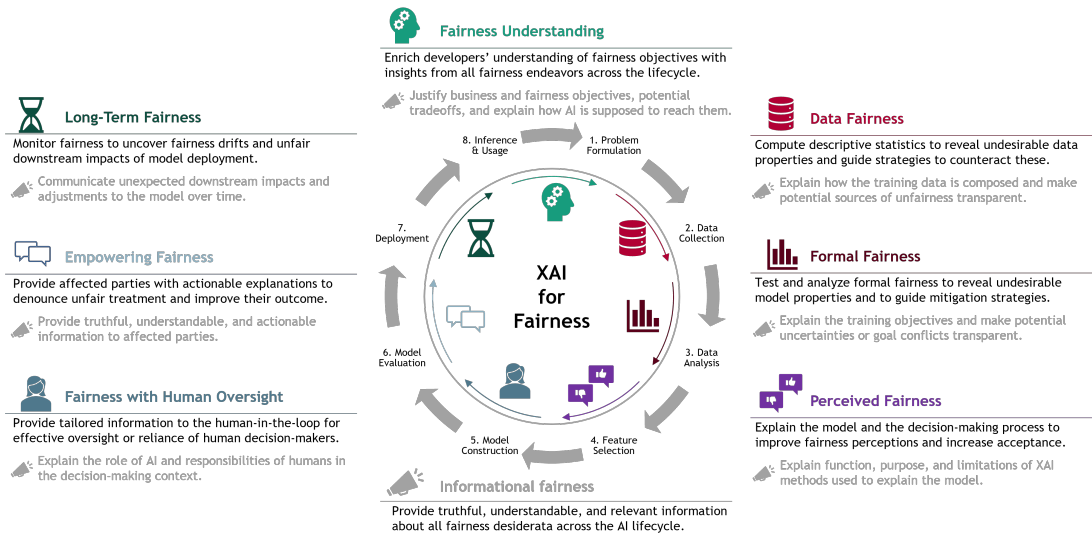 Fairness Understanding
Enrich developers’ understanding of fairness objectives with
insights from all fairness endeavors across the lifecycle.
Justify business and fairness objectives, potential
tradeoffs, and explain how AI is supposed to reach them.
Long-Term Fairness
Monitor fairness to uncover fairness drifts and unfair
downstream impacts of model deployment.
Communicate unexpected downstream impacts and
adjustments to the model over time.
Empowering Fairness
Provide affected parties with actionable explanations to
denounce unfair treatment and improve their outcome.
Provide truthful, understandable, and actionable
information to affected parties.
Fairness with Human Oversight
Provide tailored information to the human-in-the-loop for
effective oversight or reliance of human decision-makers.
Explain the role of AI and responsibilities of humans in
the decision-making context.
8. Inference
& Usage
1. Problem
Formulation
7.
Deployment
2. Data
Collection
XAI
for
Fairness
6. Model
Evaluation
3. Data
Analysis
5. Model
Construction
4. Feature
Selection
Informational fairness
Provide truthful, understandable, and relevant information
about all fairness desiderata across the AI lifecycle.
Data Fairness
Compute descriptive statistics to reveal undesirable data
properties and guide strategies to counteract these.
Explain how the training data is composed and make
potential sources of unfairness transparent.
Formal Fairness
Test and analyze formal fairness to reveal undesirable
model properties and to guide mitigation strategies.
Explain the training objectives and make potential
uncertainties or goal conflicts transparent.
Perceived Fairness
Explain the model and the decision-making process to
improve fairness perceptions and increase acceptance.
Explain function, purpose, and limitations of XAI
methods used to explain the model.